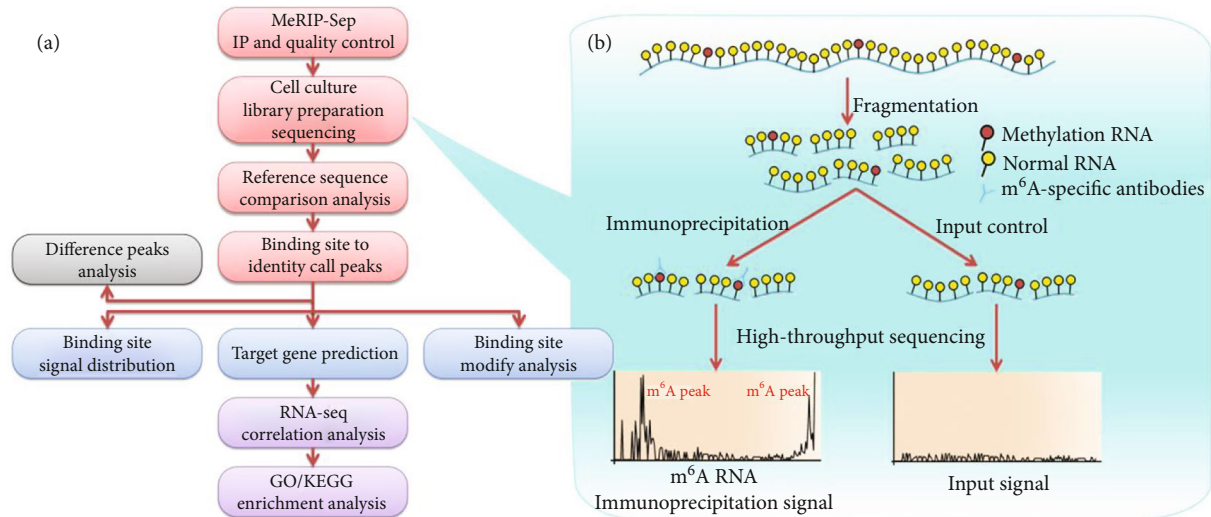 (a)
MeRIP-Sep
IP and quality control
Cell culture
library preparation
sequencing
Reference sequence
comparison analysis
Binding site to
identity call peaks
Difference peaks
analysis
Binding site
signal distribution
Target gene prediction
Binding site
modify analysis
RNA-seq
correlation analysis
GO/KEGG
enrichment analysis
(b)
Fragmentation
Methylation RNA
Normal RNA
m⁶A-specific antibodies
Immunoprecipitation
Input control
High-throughput sequencing
m⁶A peak
m⁶A peak
m⁶A RNA
Immunoprecipitation signal
Input signal